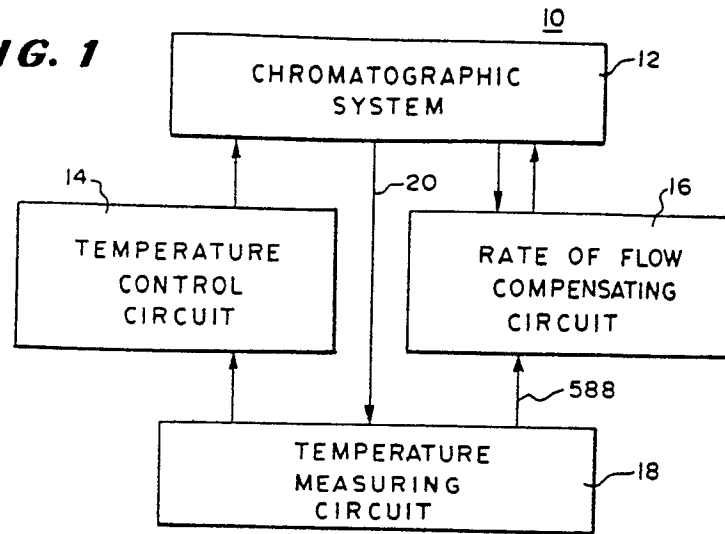 IG. 1
10
CHROMATOGRAPHIC
SYSTEM
12
14
20
16
TEMPERATURE
CONTROL
CIRCUIT
RATE OF FLOW
COMPENSATING
CIRCUIT
588
TEMPERATURE
MEASURING
CIRCUIT
18